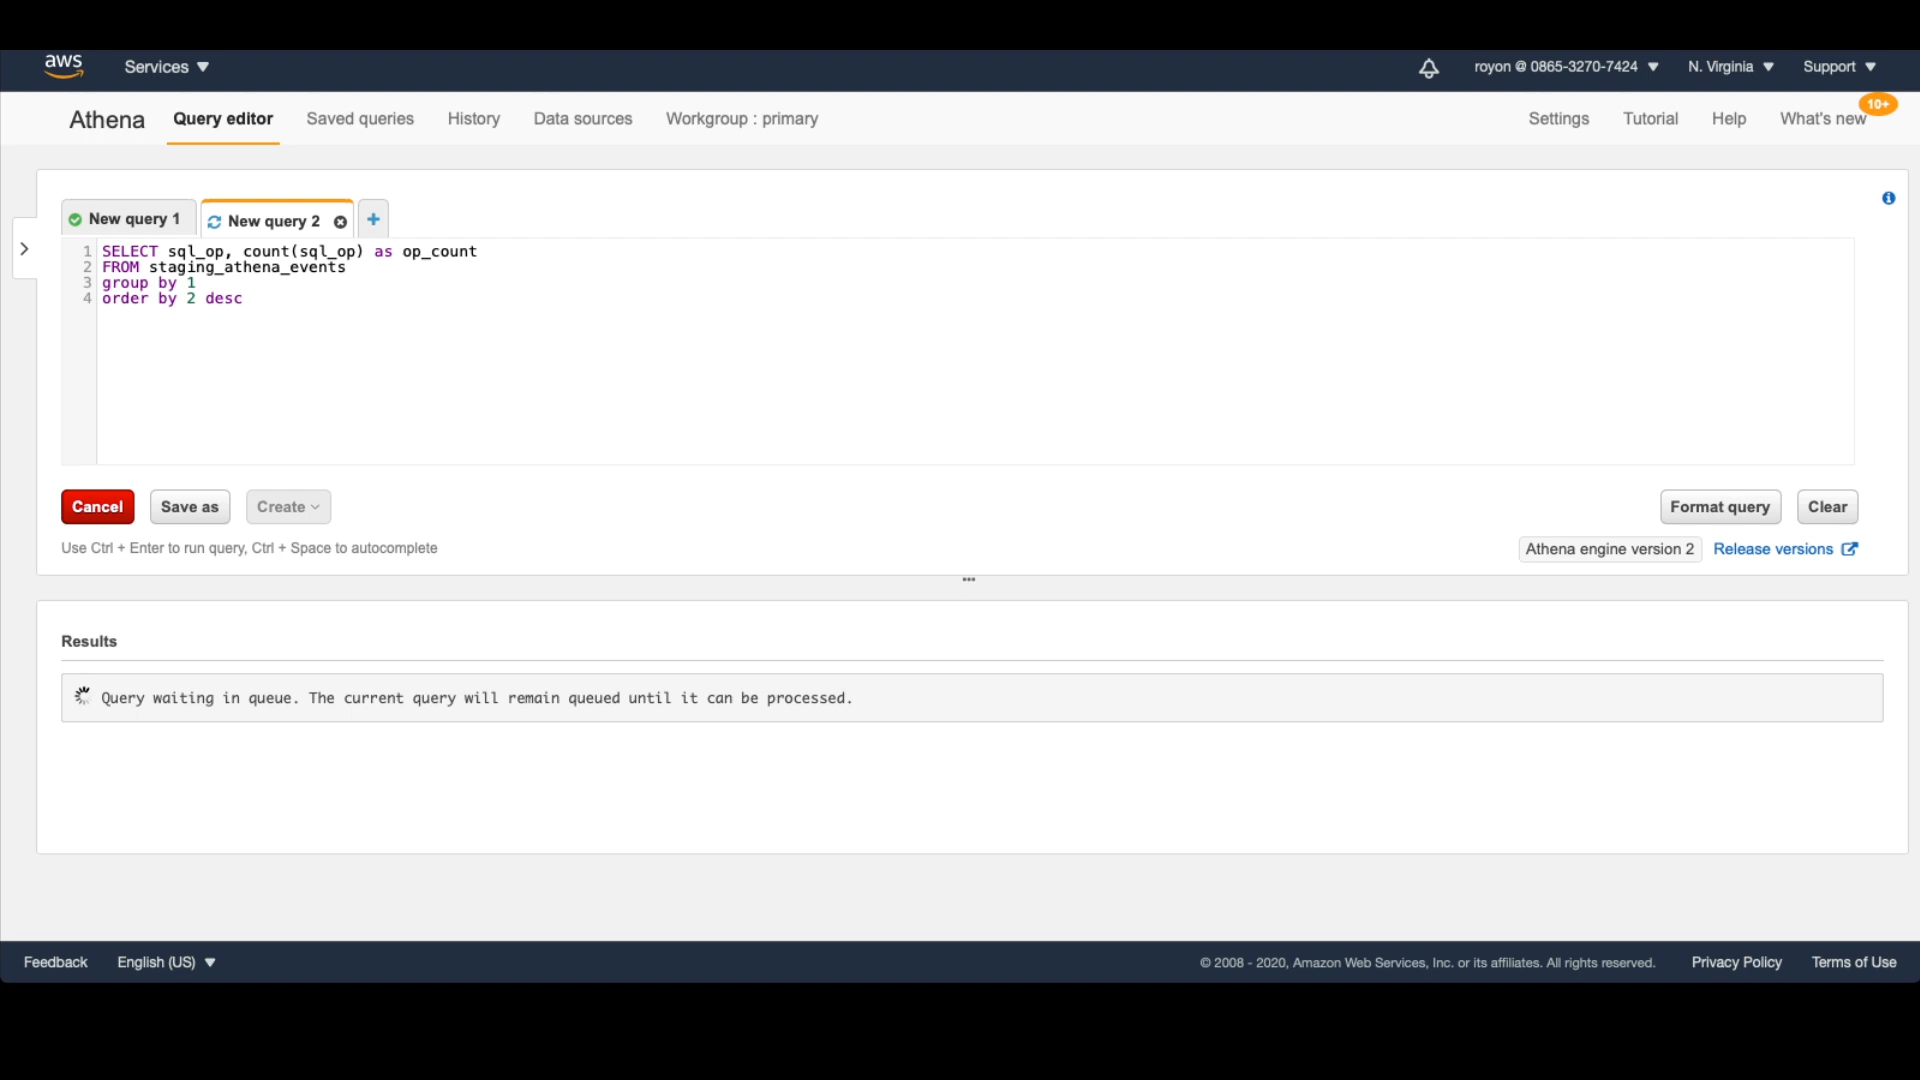 aws Services royon @ 0865-3270-7424 N. Virginia Support
Athena Query editor Saved queries History Data sources Workgroup : primary Settings Tutorial Help What's new 10+
New query 1 New query 2
1 SELECT sql_op, count(sql_op) as op_count
2 FROM staging_athena_events
3 group by 1
4 order by 2 desc
Cancel Save as Create Format query Clear
Use Ctrl + Enter to run query, Ctrl + Space to autocomplete Athena engine version 2 Release versions
Results
Query waiting in queue. The current query will remain queued until it can be processed.
Feedback English (US) © 2008 - 2020, Amazon Web Services, Inc. or its affiliates. All rights reserved. Privacy Policy Terms of Use